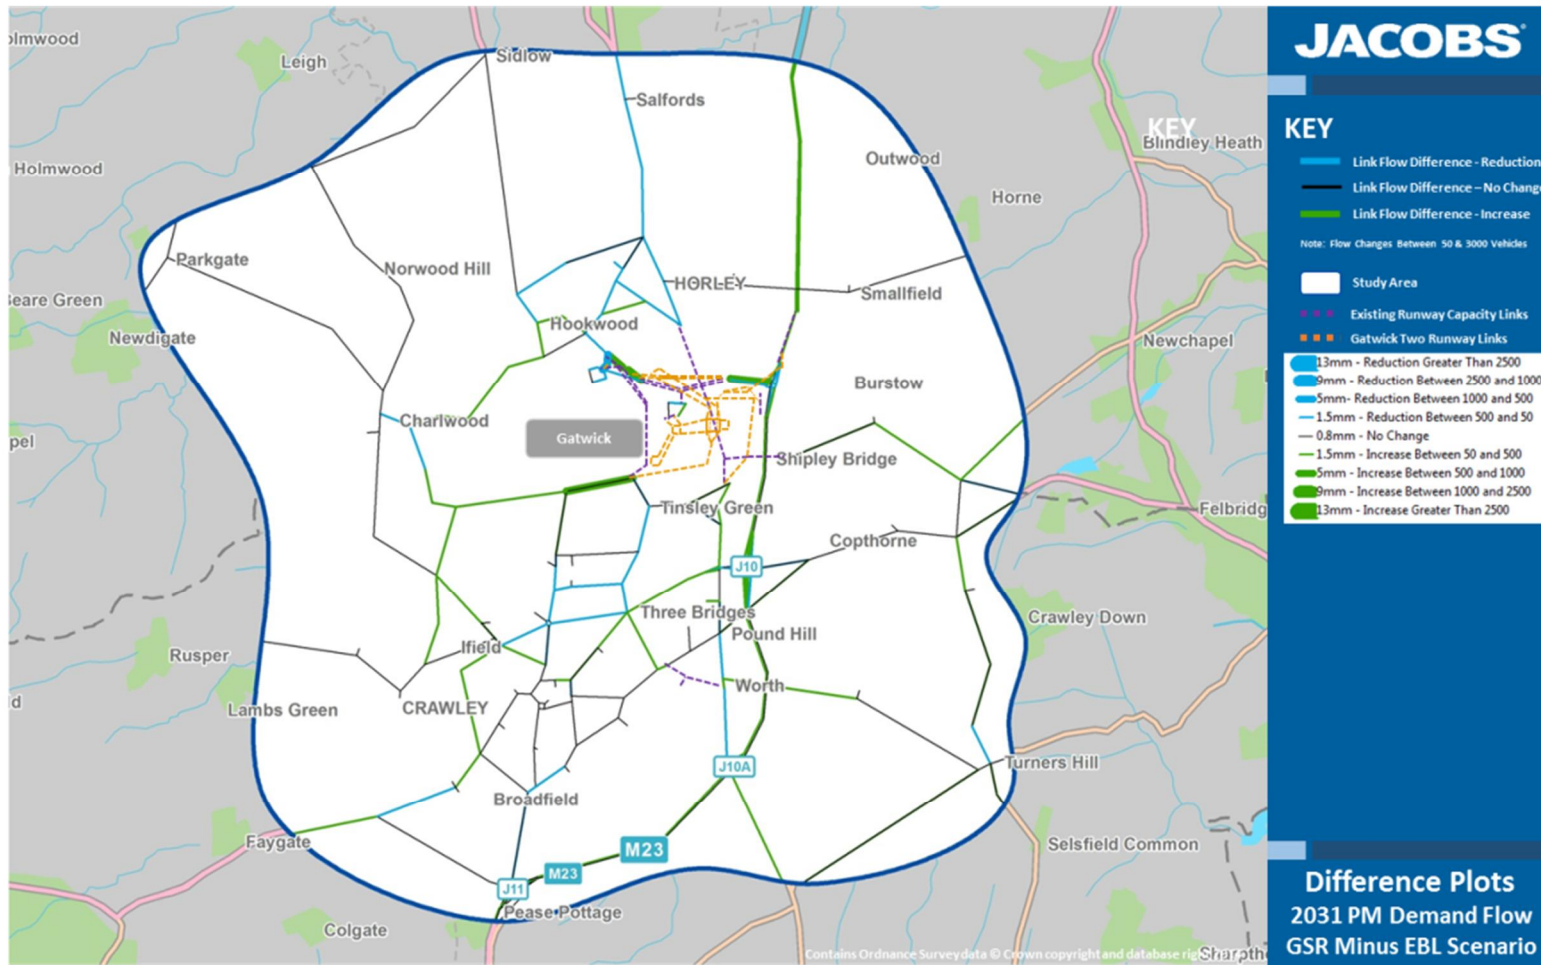 olmwood
Leigh
Sidlow
Salfords
Outwood
Blindley Heath
Holmwood
Horne
Parkgate
Norwood Hill
HORLEY
Smallfield
Beare Green
Hookwood
Newdigate
Newchapel
Burstow
Charlwood
Gatwick
pel
Shipley Bridge
Tinsley Green
Felbridg
Copthorne
J10
Three Bridges
Pound Hill
Crawley Down
Ifield
Rusper
Worth
Lambs Green
CRAWLEY
J10A
Turners Hill
Broadfield
Faygate
M23
Selsfield Common
M23
J11
Pease Pottage
Colgate
Contains Ordnance Survey data © Crown copyright and database rig
Sharpth
KEY
JACOBS
KEY
Link Flow Difference - Reduction
Link Flow Difference – No Change
Link Flow Difference - Increase
Note: Flow Changes Between 50 & 3000 Vehicles
Study Area
Existing Runway Capacity Links
Gatwick Two Runway Links
13mm - Reduction Greater Than 2500
9mm - Reduction Between 2500 and 1000
5mm- Reduction Between 1000 and 500
1.5mm - Reduction Between 500 and 50
0.8mm - No Change
1.5mm - Increase Between 50 and 500
5mm - Increase Between 500 and 1000
9mm - Increase Between 1000 and 2500
13mm - Increase Greater Than 2500
Difference Plots
2031 PM Demand Flow
GSR Minus EBL Scenario